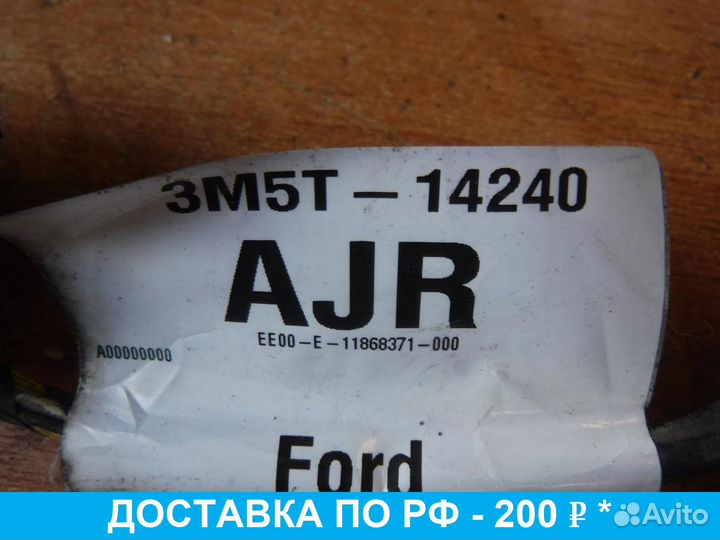 3M5T-14240
AJR
EE00-E-11868371-000
A00000000
Ford
ДОСТАВКА ПО РФ - 200 ₽ *
Avito